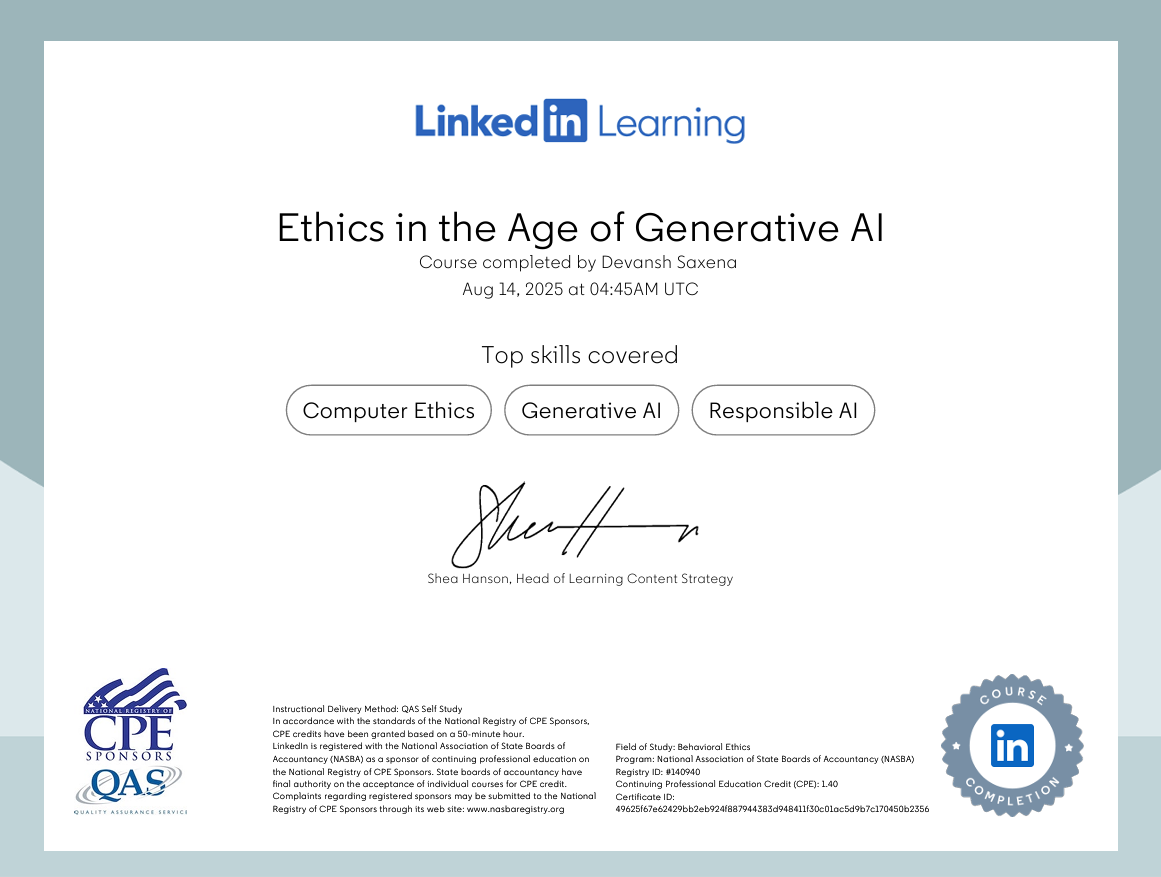 LinkedIn Learning
Ethics in the Age of Generative AI
Course completed by Devansh Saxena
Aug 14, 2025 at 04:45AM UTC
Top skills covered
Computer Ethics
Generative AI
Responsible AI
Shea Hanson, Head of Learning Content Strategy
NATIONAL REGISTRY OF
CPE
SPONSORS
QAS
QUALITY ASSURANCE SERVICE
Instructional Delivery Method: QAS Self Study
In accordance with the standards of the National Registry of CPE Sponsors,
CPE credits have been granted based on a 50-minute hour.
LinkedIn is registered with the National Association of State Boards of
Accountancy (NASBA) as a sponsor of continuing professional education on
the National Registry of CPE Sponsors. State boards of accountancy have
final authority on the acceptance of individual courses for CPE credit.
Complaints regarding registered sponsors may be submitted to the National
Registry of CPE Sponsors through its web site: www.nasbaregistry.org
Field of Study: Behavioral Ethics
Program: National Association of State Boards of Accountancy (NASBA)
Registry ID: #140940
Continuing Professional Education Credit (CPE): 1.40
Certificate ID:
49625f67e62429bb2eb924f887944383d948411f30c01ac5d9b7c170450b2356
COURSE
in
COMPLETION